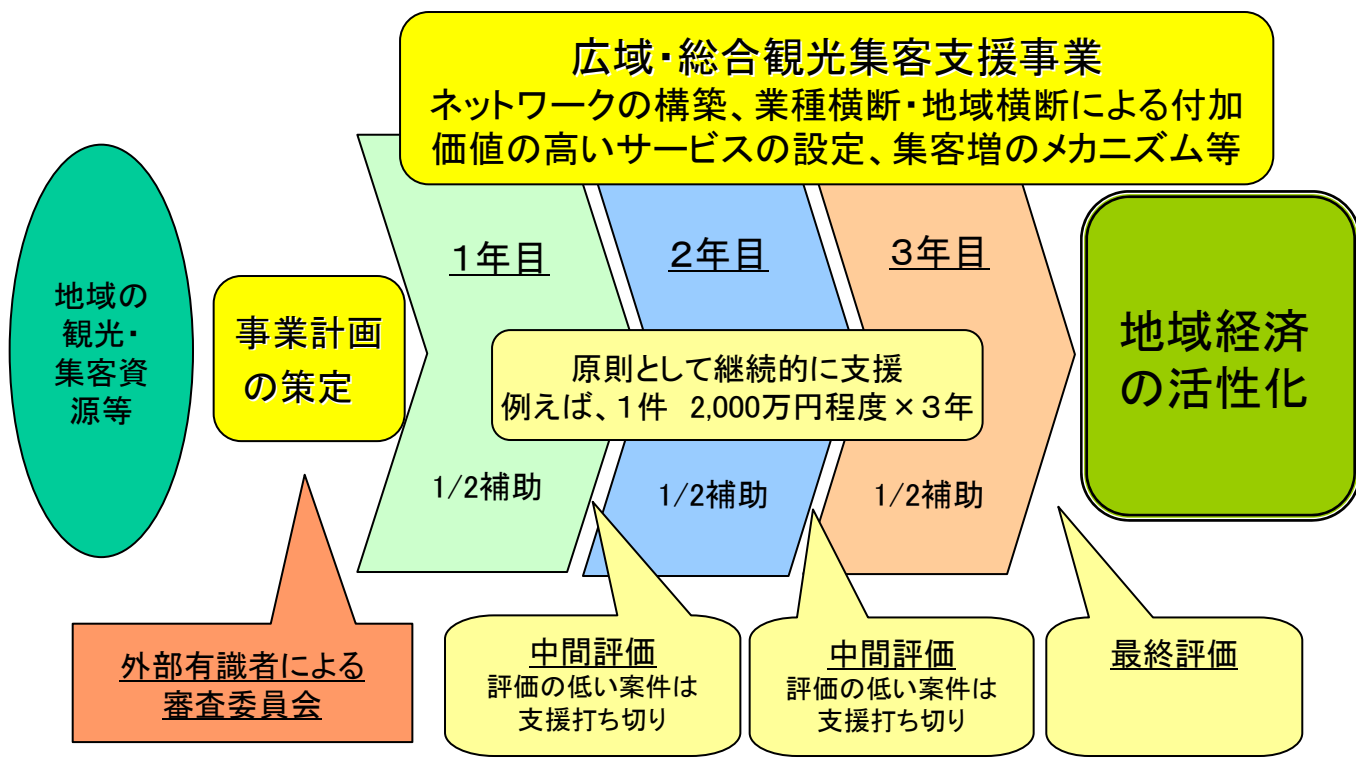 広域・総合観光集客支援事業
ネットワークの構築、業種横断・地域横断による付加
価値の高いサービスの設定、集客増のメカニズム等
地域の
観光・
集客資
源等
事業計画
の策定
１年目
２年目
３年目
原則として継続的に支援
例えば、１件　2,000万円程度×３年
1/2補助
1/2補助
1/2補助
地域経済
の活性化
外部有識者による
審査委員会
中間評価
評価の低い案件は
支援打ち切り
中間評価
評価の低い案件は
支援打ち切り
最終評価